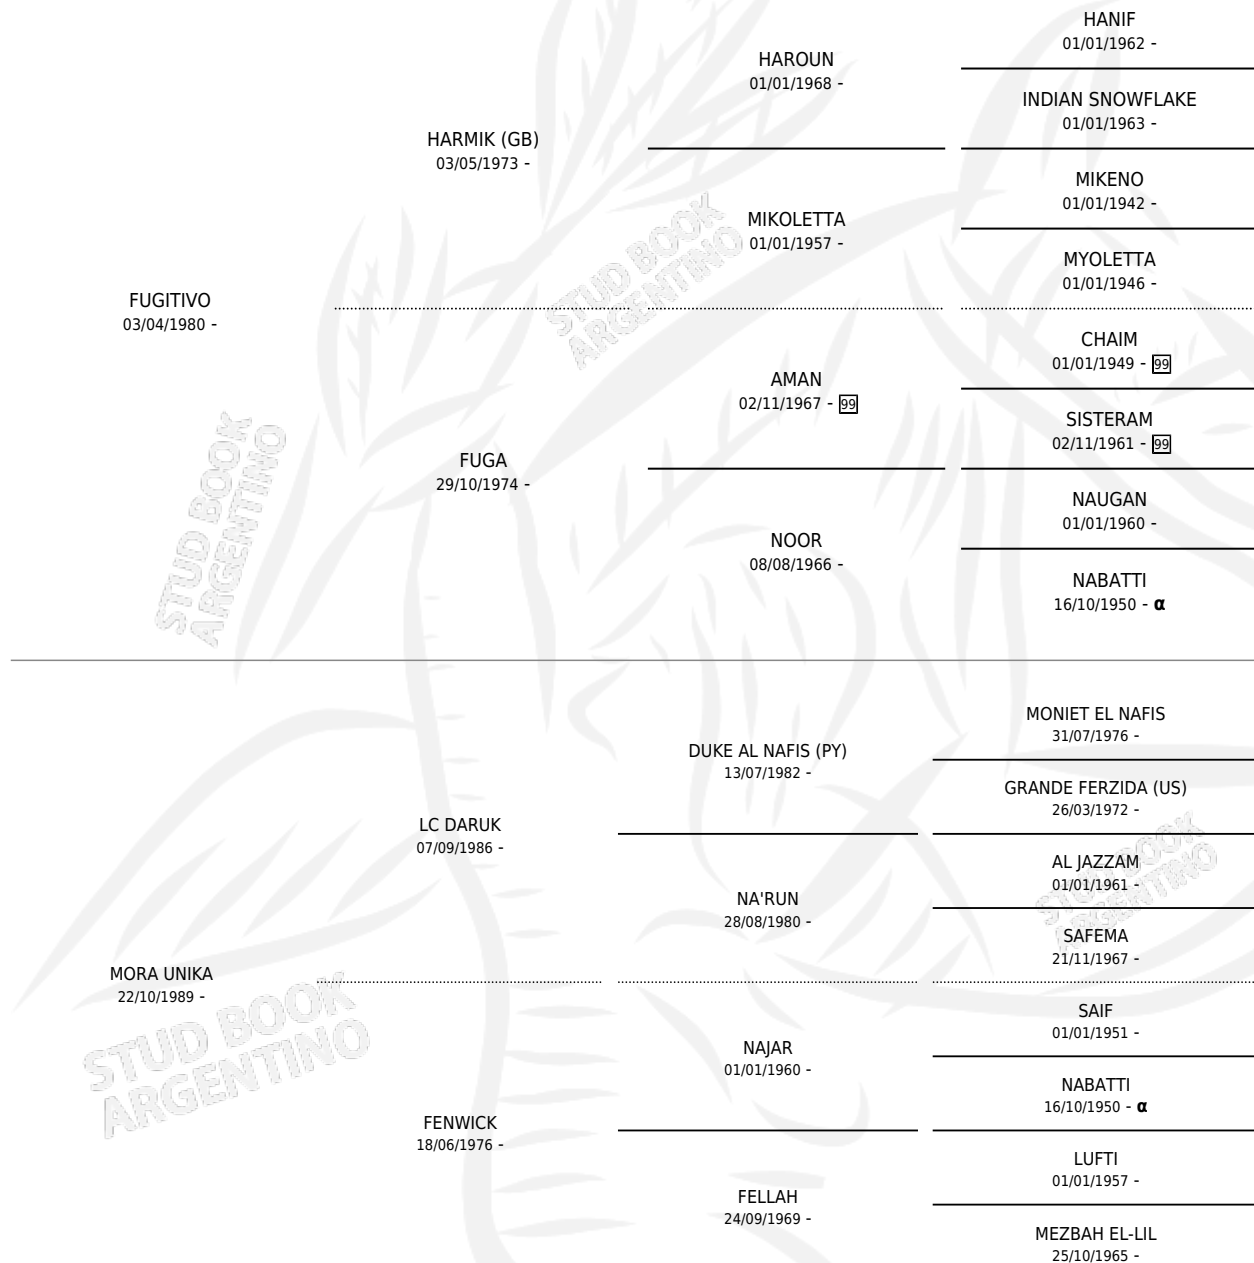 HANIF
01/01/1962 -
HAROUN
01/01/1968 -
INDIAN SNOWFLAKE
01/01/1963 -
HARMIK (GB)
03/05/1973 -
MIKENO
01/01/1942 -
MIKOLETTA
01/01/1957 -
MYOLETTA
01/01/1946 -
FUGITIVO
03/04/1980 -
CHAIM
01/01/1949 - 99
AMAN
02/11/1967 - 99
SISTERAM
02/11/1961 - 99
FUGA
29/10/1974 -
NAUGAN
01/01/1960 -
NOOR
08/08/1966 -
NABATTI
16/10/1950 - α
MONIET EL NAFIS
31/07/1976 -
DUKE AL NAFIS (PY)
13/07/1982 -
GRANDE FERZIDA (US)
26/03/1972 -
LC DARUK
07/09/1986 -
AL JAZZAM
01/01/1961 -
NA'RUN
28/08/1980 -
SAFEMA
21/11/1967 -
MORA UNIKA
22/10/1989 -
SAIF
01/01/1951 -
NAJAR
01/01/1960 -
NABATTI
16/10/1950 - α
FENWICK
18/06/1976 -
LUFTI
01/01/1957 -
FELLAH
24/09/1969 -
MEZBAH EL-LIL
25/10/1965 -
STUD BOOK
ARGENTINO
STUD BOOK
ARGENTINO
STUD BOOK
ARGENTINO
STUD BOOK
ARGENTINO